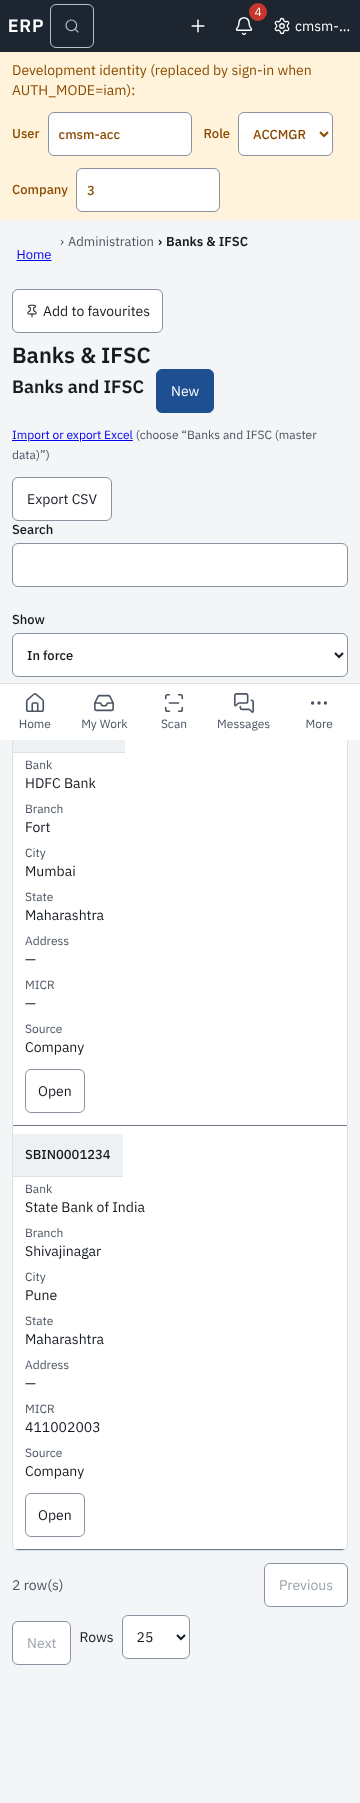 ERP
4
cmsm-...
Development identity (replaced by sign-in when
AUTH_MODE=iam):
User cmsm-acc Role ACCMGR
Company 3
Home › Administration › Banks & IFSC
Add to favourites
Banks & IFSC
Banks and IFSC New
Import or export Excel (choose “Banks and IFSC (master
data)”)
Export CSV
Search
Show
In force
Home My Work Scan Messages More
Bank
HDFC Bank
Branch
Fort
City
Mumbai
State
Maharashtra
Address
—
MICR
—
Source
Company
Open
SBIN0001234
Bank
State Bank of India
Branch
Shivajinagar
City
Pune
State
Maharashtra
Address
—
MICR
411002003
Source
Company
Open
2 row(s) Previous
Next Rows 25